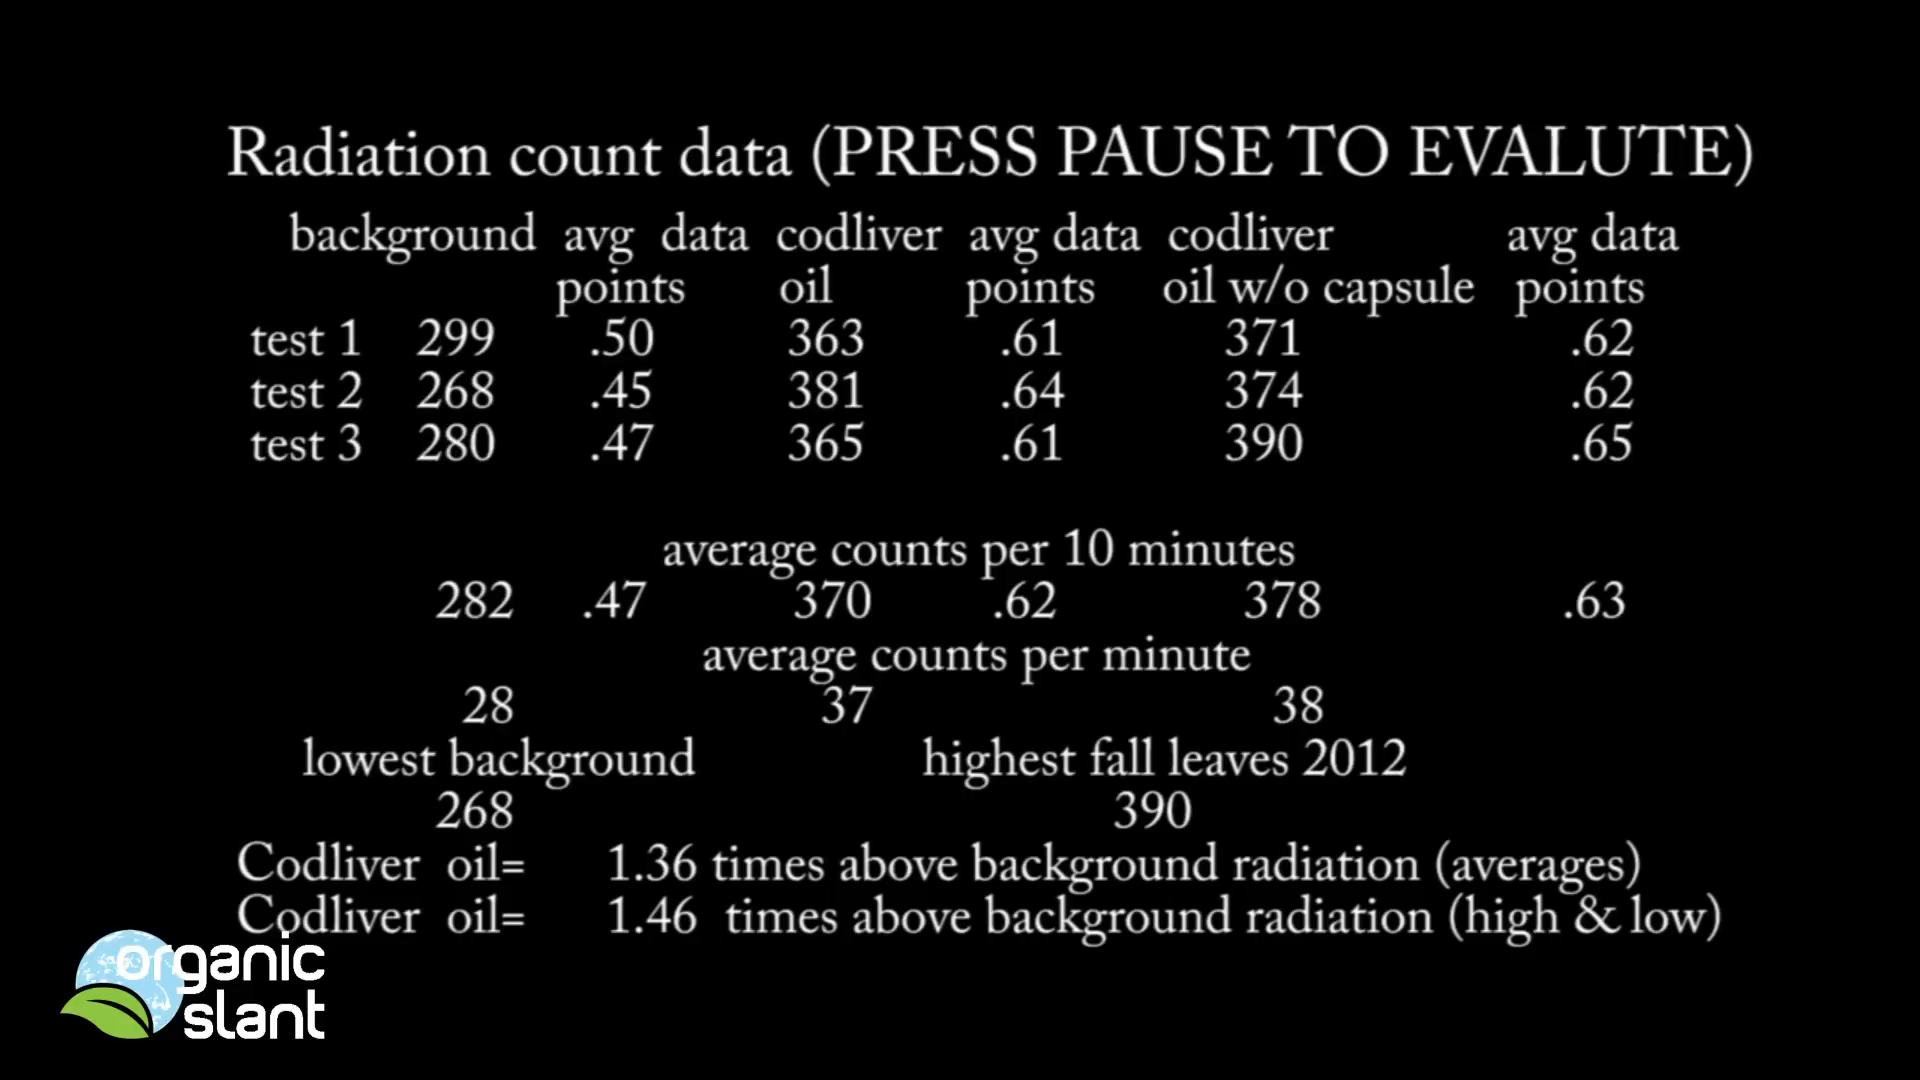 Radiation count data (PRESS PAUSE TO EVALUTE)
background avg data codliver avg data codliver avg data
points oil points oil w/o capsule points
test 1 299 .50 363 .61 371 .62
test 2 268 .45 381 .64 374 .62
test 3 280 .47 365 .61 390 .65
average counts per 10 minutes
282 .47 370 .62 378 .63
average counts per minute
28 37 38
lowest background highest fall leaves 2012
268 390
Codliver oil= 1.36 times above background radiation (averages)
Codliver oil= 1.46 times above background radiation (high & low)
organic
slant